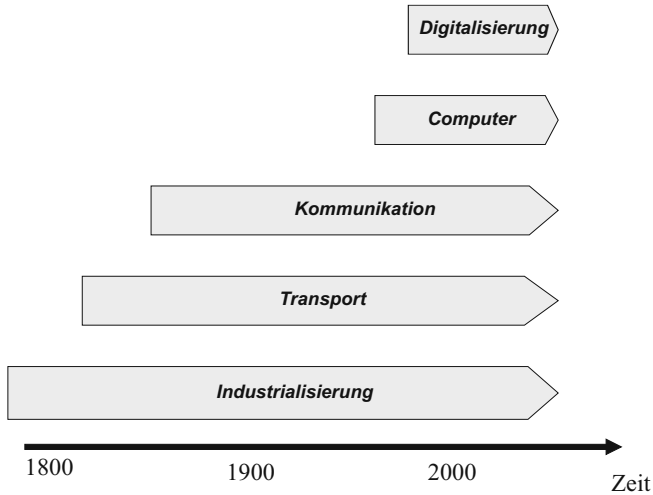 Digitalisierung
Computer
Kommunikation
Transport
Industrialisierung
1800 1900 2000
Zeit